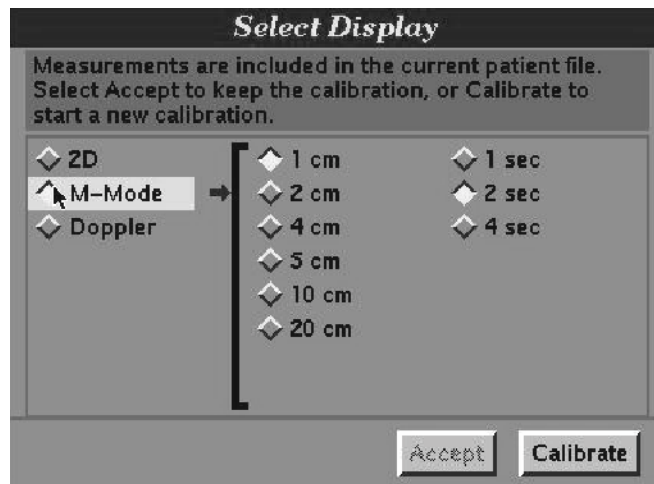 Select Display
Measurements are included in the current patient file.
Select Accept to keep the calibration, or Calibrate to
start a new calibration.
2D
M-Mode
Doppler
1 cm
2 cm
4 cm
5 cm
10 cm
20 cm
1 sec
2 sec
4 sec
Accept
Calibrate